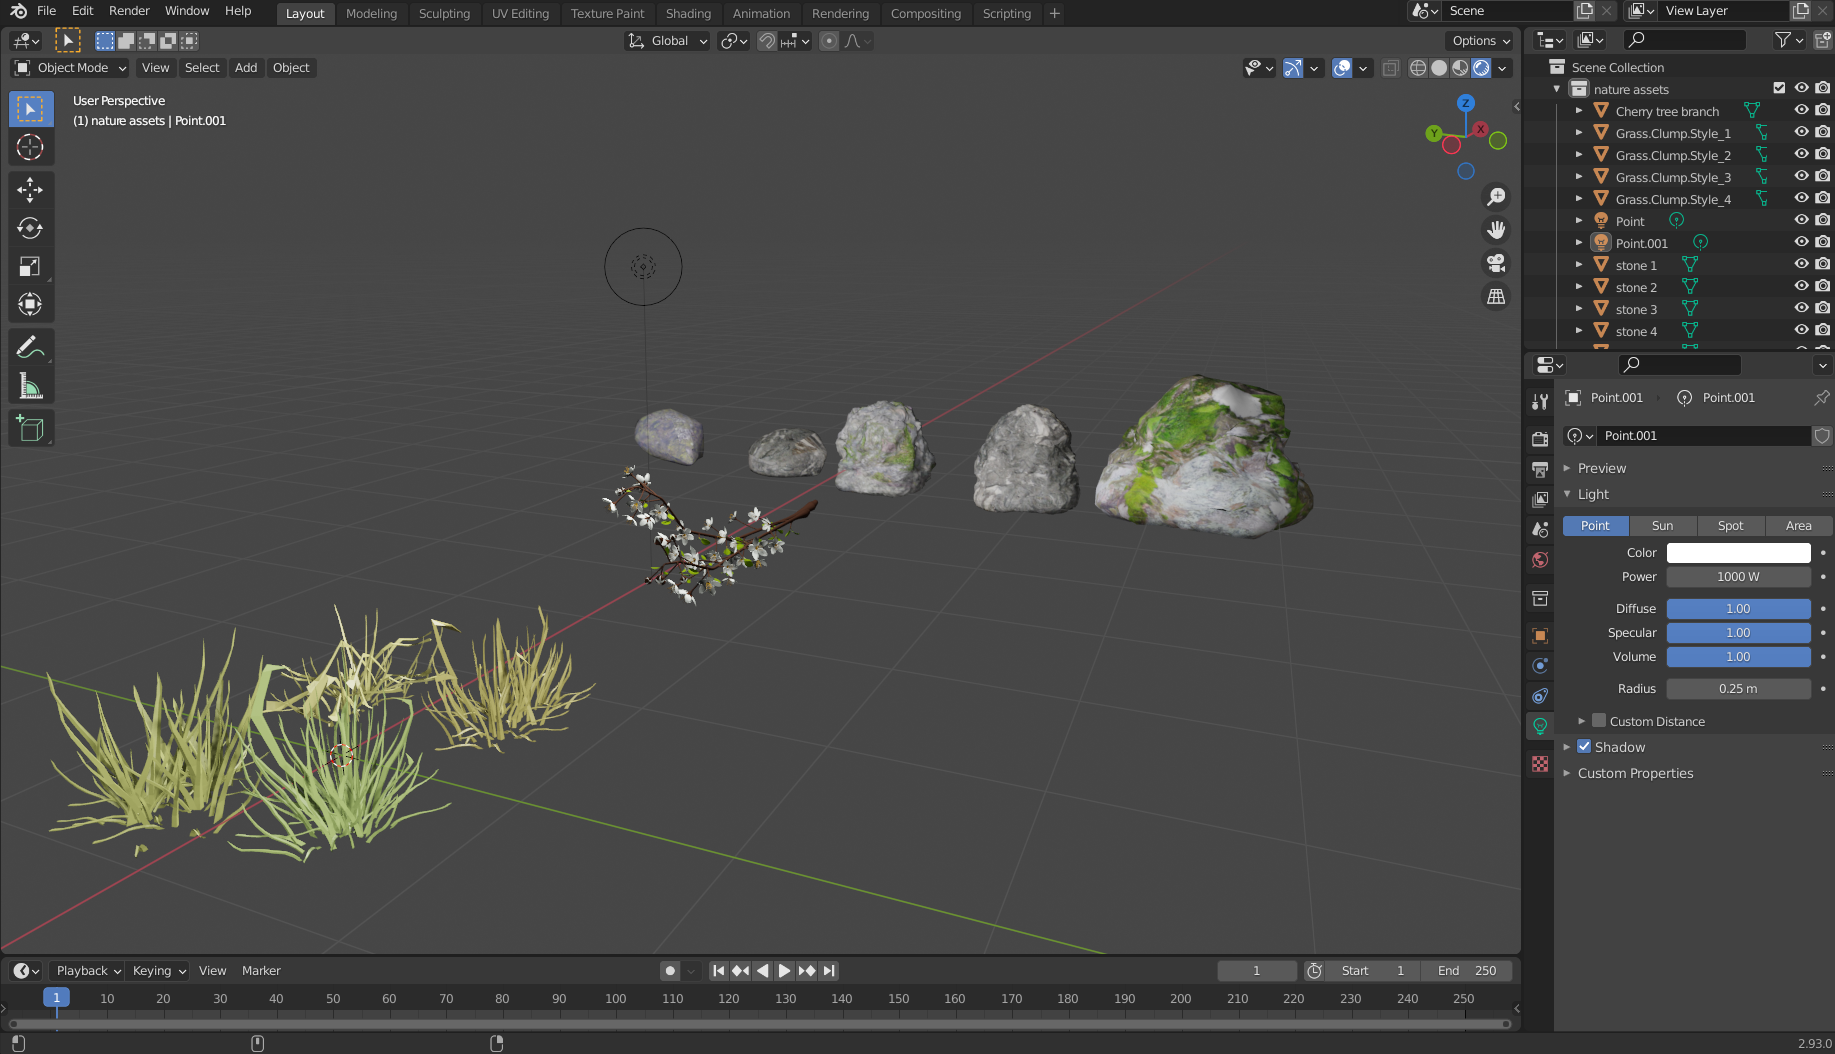 File Edit Render Window Help Layout Modeling Sculpting UV Editing Texture Paint Shading Animation Rendering Compositing Scripting + Scene View Layer
Global Options
Object Mode View Select Add Object
User Perspective
(1) nature assets | Point.001
Z
Y
X
Scene Collection
nature assets
Cherry tree branch
Grass.Clump.Style_1
Grass.Clump.Style_2
Grass.Clump.Style_3
Grass.Clump.Style_4
Point
Point.001
stone 1
stone 2
stone 3
stone 4
Point.001 Point.001
Point.001
Preview
Light
Point Sun Spot Area
Color
Power 1000 W
Diffuse 1.00
Specular 1.00
Volume 1.00
Radius 0.25 m
Custom Distance
Shadow
Custom Properties
Playback Keying View Marker 1 Start 1 End 250
1 10 20 30 40 50 60 70 80 90 100 110 120 130 140 150 160 170 180 190 200 210 220 230 240 250
2.93.0